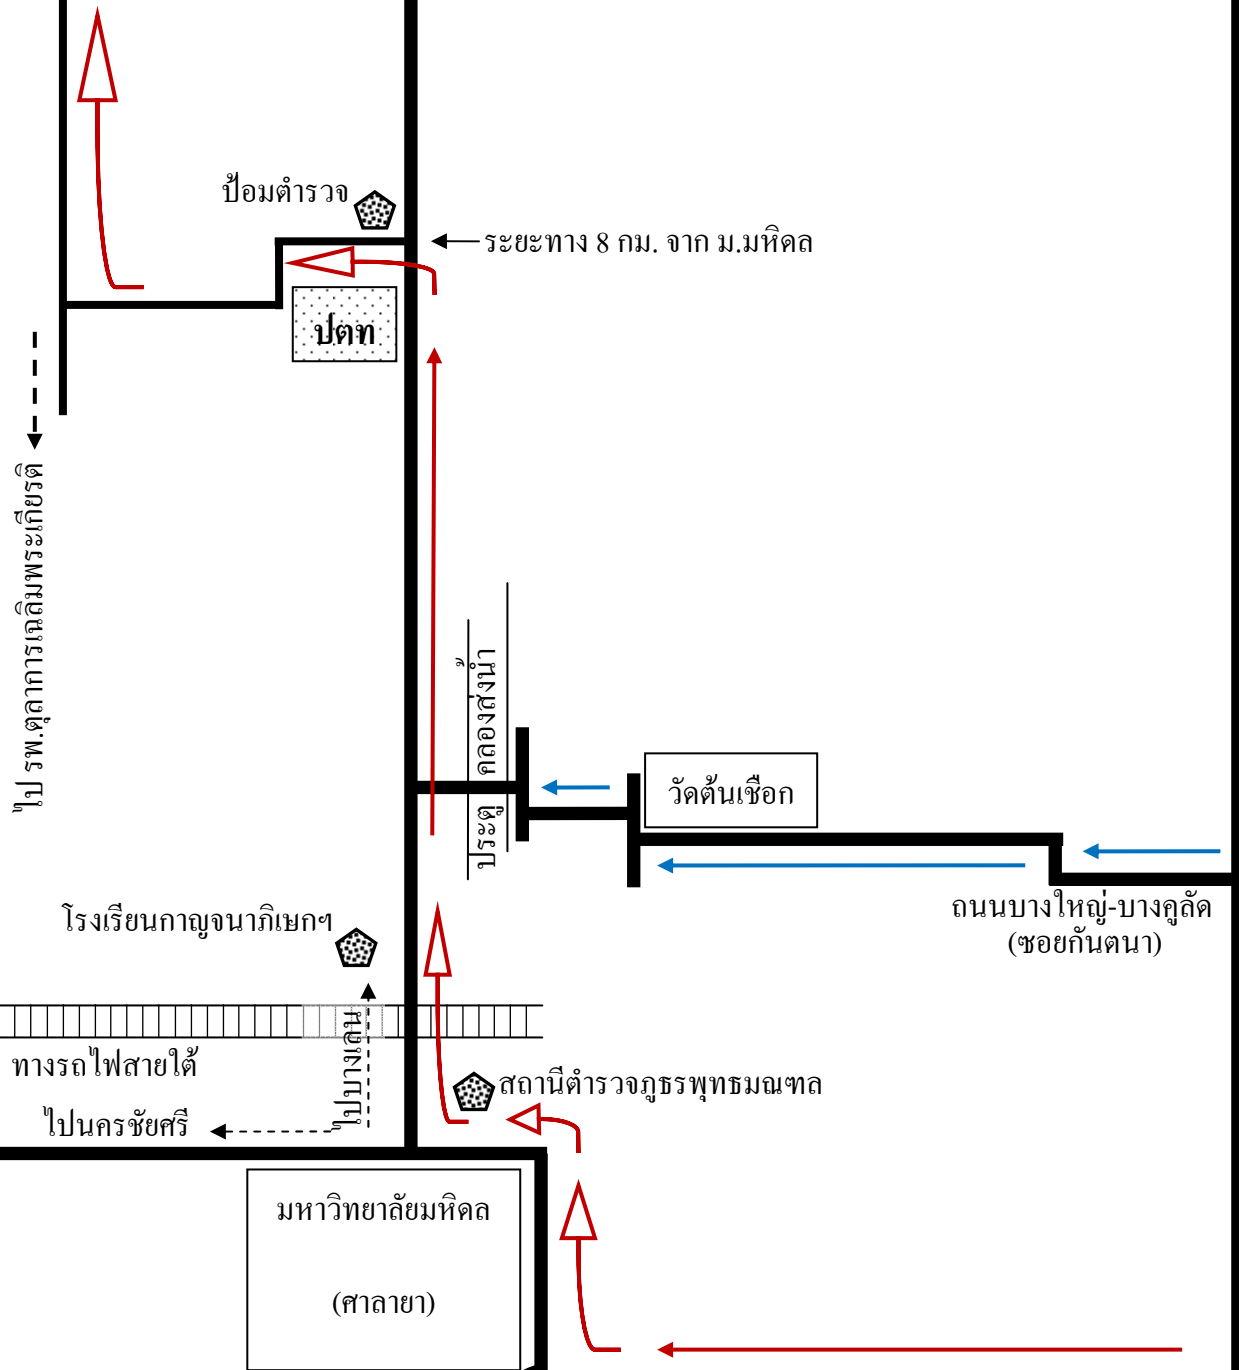 ป้อมตำรวจ
ระยะทาง 8 กม. จาก ม.มหิดล
ปตท
ไป รพ.ตุลาการเฉลิมพระเกียรติ
ประตู คลองส่งน้ำ
วัดต้นเชือก
ถนนบางใหญ่-บางคูลัด
(ซอยกันตนา)
โรงเรียนกาญจนาภิเษกฯ
ทางรถไฟสายใต้
ไปบางเลน
สถานีตำรวจภูธรพุทธมณฑล
ไปนครชัยศรี
มหาวิทยาลัยมหิดล
(ศาลายา)